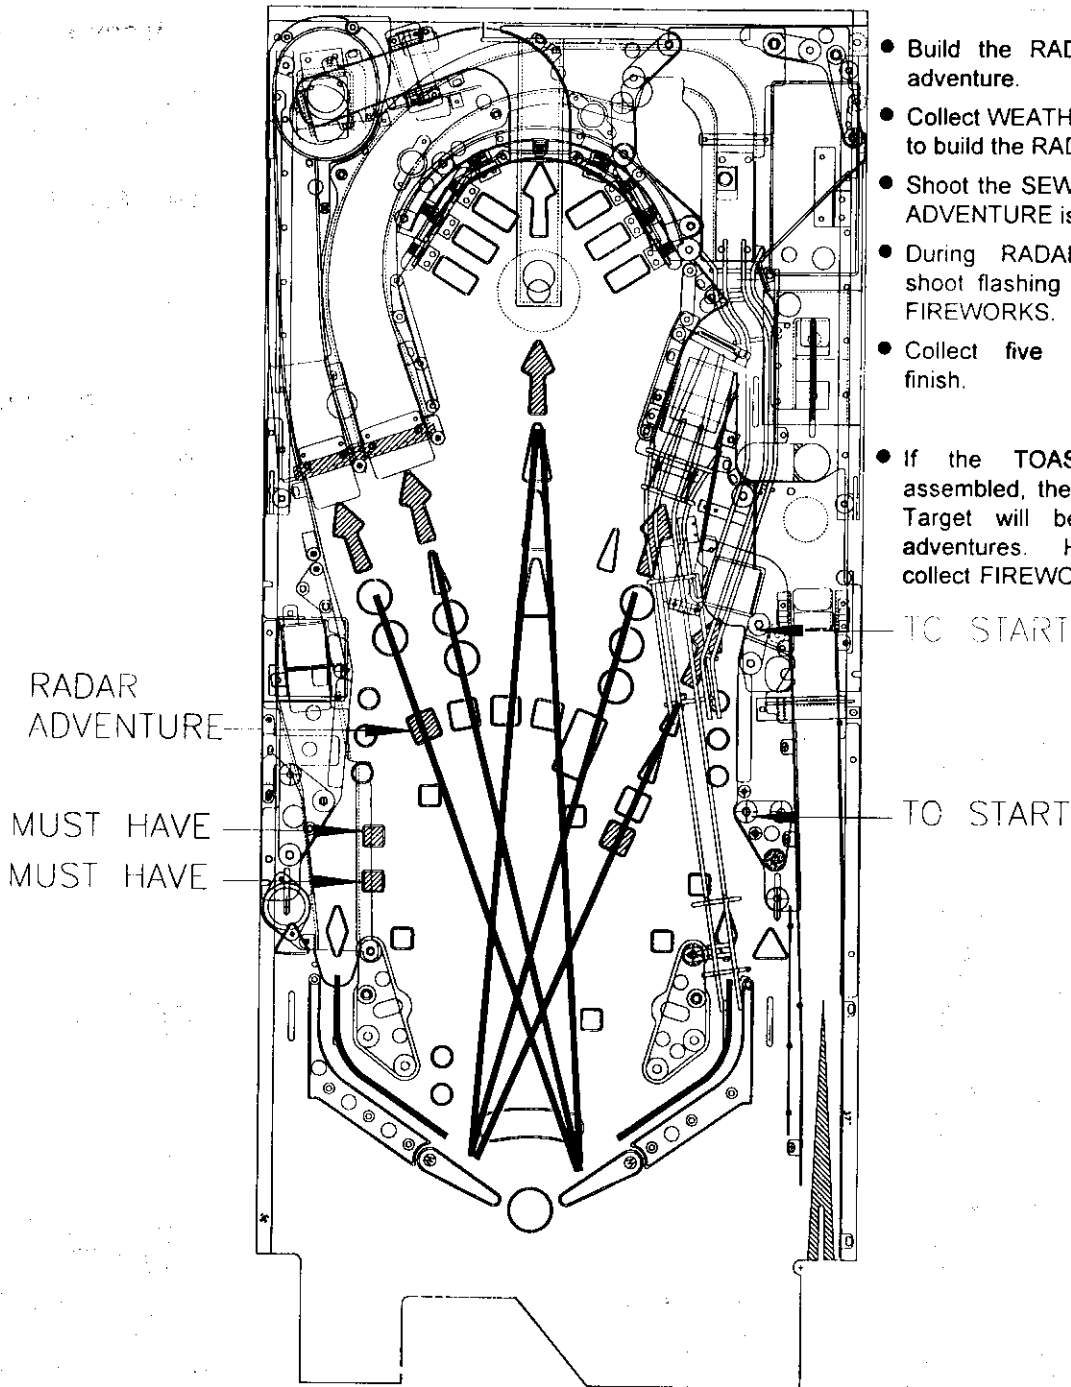 Build the RAD
adventure.
Collect WEATH
to build the RAD
Shoot the SEW
ADVENTURE is
During RADA
shoot flashing
FIREWORKS.
Collect five
finish.
If the TOAS
assembled, the
Target will be
adventures. H
collect FIREWO
TO START
RADAR
ADVENTURE
MUST HAVE
TO START
MUST HAVE